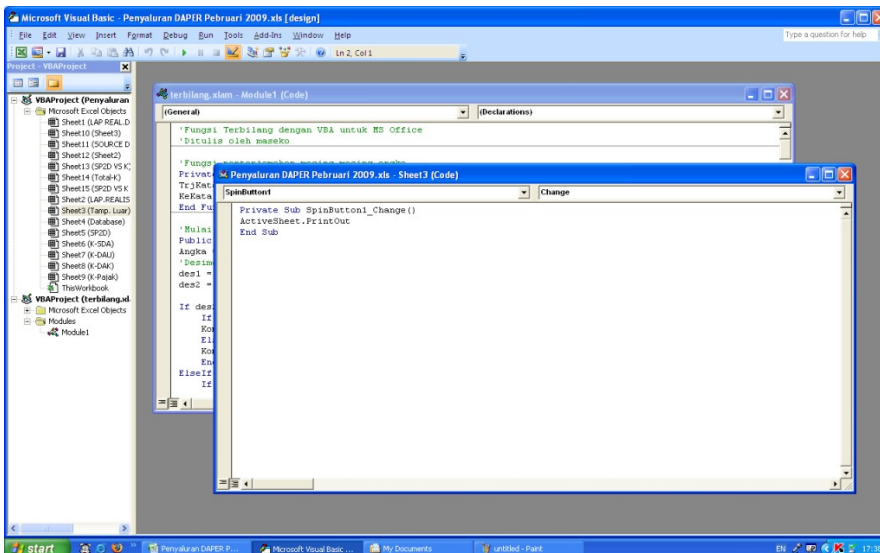 Microsoft Visual Basic - Penyaluran DAPER Pebruari 2009.xls [design]
File Edit View Insert Format Debug Run Tools Add-Ins Window Help
Type a question for help
Ln 2, Col 1
Project - VBAProject
VBAProject (Penyaluran
Microsoft Excel Objects
Sheet1 (LAP REAL.D
Sheet10 (Sheet3)
Sheet11 (SOURCE D
Sheet12 (Sheet2)
Sheet13 (SP2D VS K
Sheet14 (Total-K)
Sheet15 (SP2D VS K
Sheet2 (LAP.REALIS
Sheet3 (Tamp. Luar)
Sheet4 (Database)
Sheet5 (SP2D)
Sheet6 (K-SDA)
Sheet7 (K-DAU)
Sheet8 (K-DAK)
Sheet9 (K-Pajak)
ThisWorkbook
VBAProject (terbilang.xl
Microsoft Excel Objects
Modules
Module1
terbilang.xlam - Module1 (Code)
(General) (Declarations)
'Fungsi Terbilang dengan VBA untuk MS Office
'Ditulis oleh maseko
'Fungsi
Privat
TrjKat
KeKata
End Fu
'Mulai
Public
Angka
'Desim
des1 =
des2 =
If des
If
Ko
El
Ko
En
ElseIf
If
Penyaluran DAPER Pebruari 2009.xls - Sheet3 (Code)
SpinButton1 Change
Private Sub SpinButton1_Change()
ActiveSheet.PrintOut
End Sub
start
Penyaluran DAPER P...
Microsoft Visual Basic ...
My Documents
untitled - Paint
EN
17:38